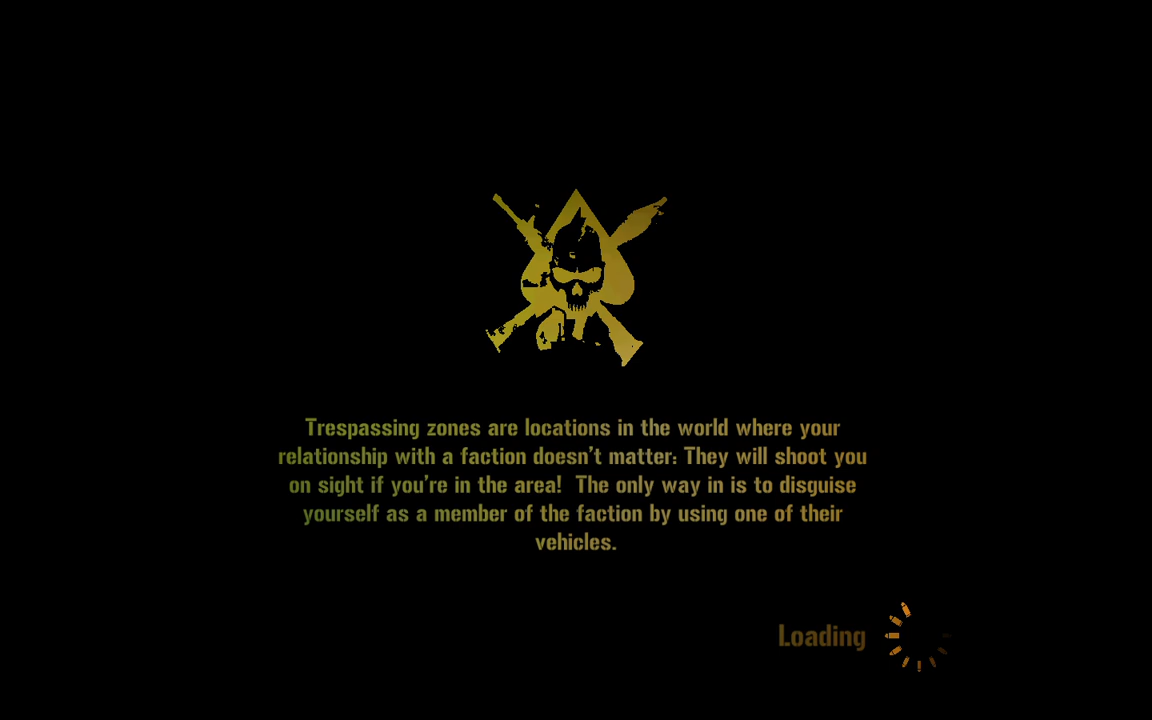 Trespassing zones are locations in the world where your
relationship with a faction doesn't matter: They will shoot you
on sight if you're in the area!  The only way in is to disguise
yourself as a member of the faction by using one of their
vehicles.
Loading